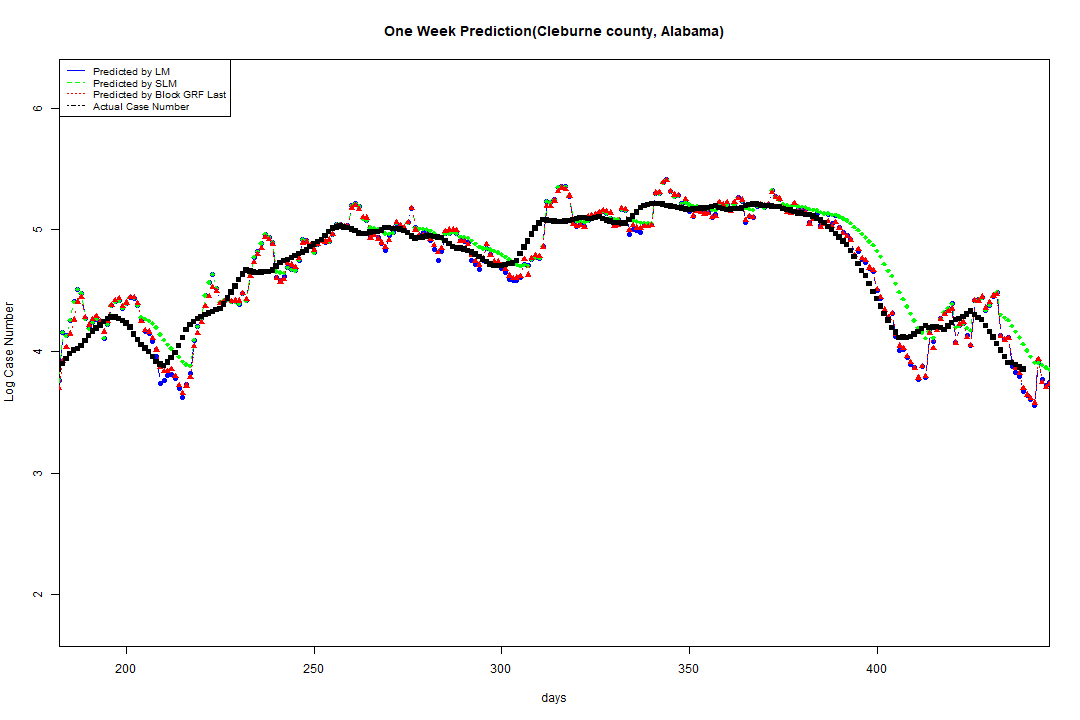 One Week Prediction(Cleburne county, Alabama)
Predicted by LM
Predicted by SLM
Predicted by Block GRF Last
Actual Case Number
6
5
4
3
2
Log Case Number
200 250 300 350 400
days